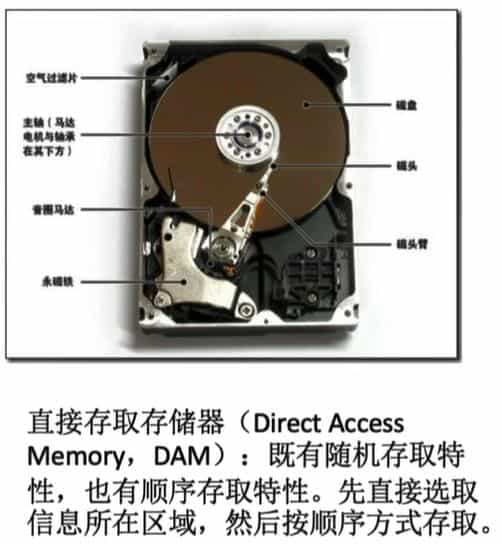 空气过滤片
主轴（马达
电机与轴承
在其下方）
音圈马达
永磁铁
磁盘
磁头
磁头臂
直接存取存储器（Direct Access
Memory，DAM）：既有随机存取特
性，也有顺序存取特性。先直接选取
信息所在区域，然后按顺序方式存取。